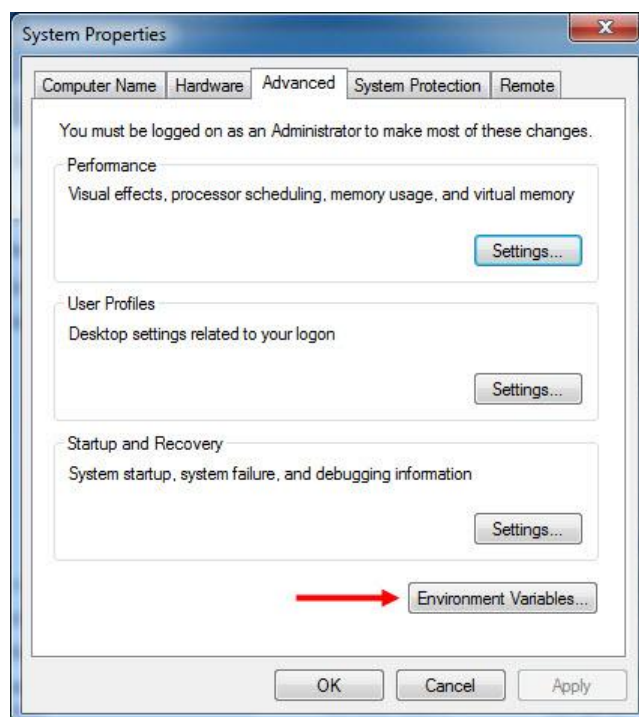 System Properties
Computer Name Hardware Advanced System Protection Remote
You must be logged on as an Administrator to make most of these changes.
Performance
Visual effects, processor scheduling, memory usage, and virtual memory
Settings...
User Profiles
Desktop settings related to your logon
Settings...
Startup and Recovery
System startup, system failure, and debugging information
Settings...
Environment Variables...
OK Cancel Apply